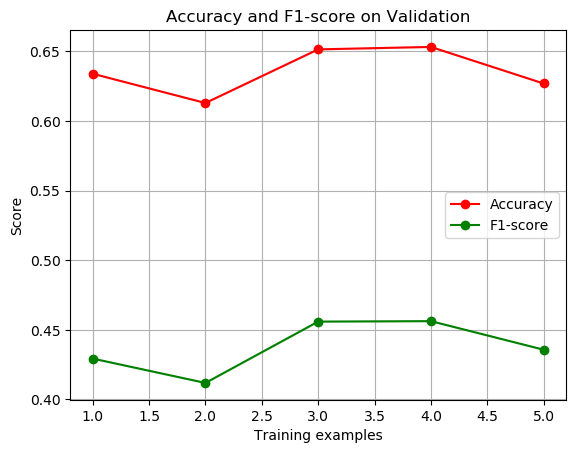 Accuracy and F1-score on Validation
0.65
0.60
0.55
0.50
0.45
0.40
Score
Accuracy
F1-score
1.0 1.5 2.0 2.5 3.0 3.5 4.0 4.5 5.0
Training examples